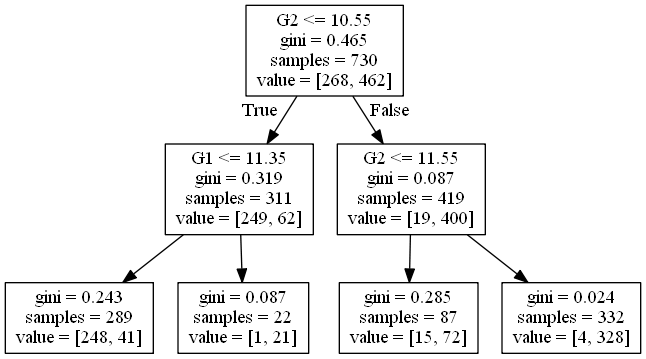 G2 <= 10.55
gini = 0.465
samples = 730
value = [268, 462]
True
False
G1 <= 11.35
gini = 0.319
samples = 311
value = [249, 62]
G2 <= 11.55
gini = 0.087
samples = 419
value = [19, 400]
gini = 0.243
samples = 289
value = [248, 41]
gini = 0.087
samples = 22
value = [1, 21]
gini = 0.285
samples = 87
value = [15, 72]
gini = 0.024
samples = 332
value = [4, 328]